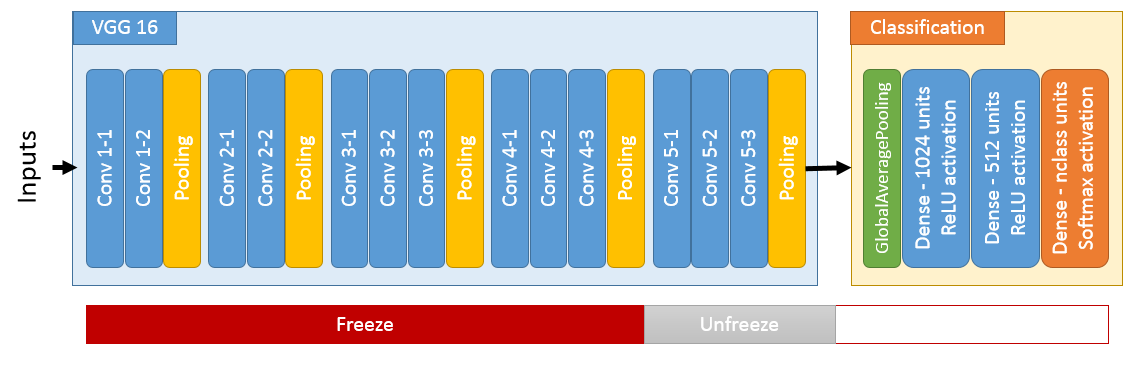 VGG 16
Classification
Inputs
Conv 1-1
Conv 1-2
Pooling
Conv 2-1
Conv 2-2
Pooling
Conv 3-1
Conv 3-2
Conv 3-3
Pooling
Conv 4-1
Conv 4-2
Conv 4-3
Pooling
Conv 5-1
Conv 5-2
Conv 5-3
Pooling
GlobalAveragePooling
Dense - 1024 units
ReLU activation
Dense - 512 units
ReLU activation
Dense - nclass units
Softmax activation
Freeze
Unfreeze